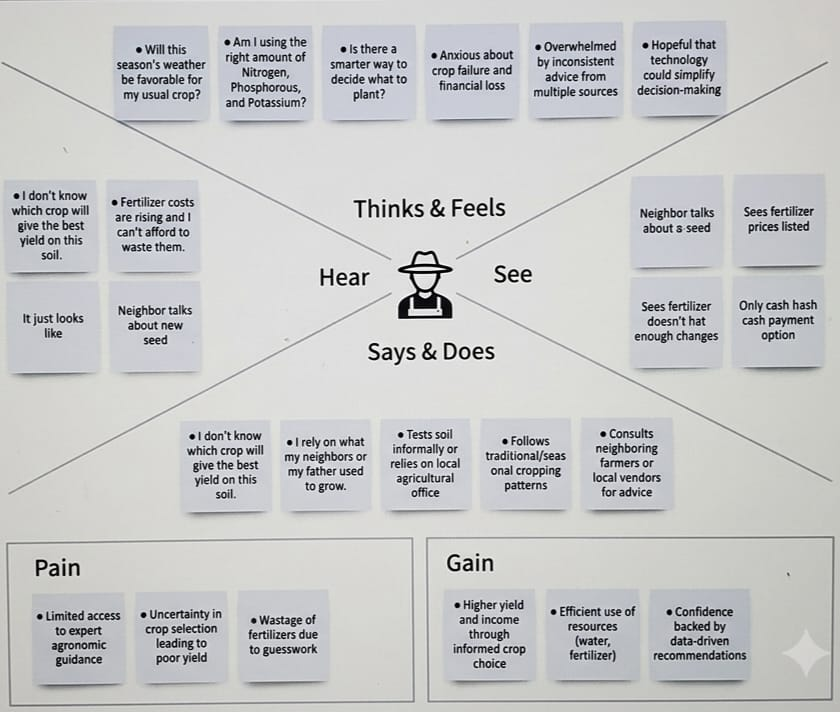 • Will this
season's weather
be favorable for
my usual crop?
• Am I using the
right amount of
Nitrogen,
Phosphorous,
and Potassium?
• Is there a
smarter way to
decide what to
plant?
• Anxious about
crop failure and
financial loss
• Overwhelmed
by inconsistent
advice from
multiple sources
• Hopeful that
technology
could simplify
decision-making
Thinks & Feels
Hear
• I don't know
which crop will
give the best
yield on this
soil.
• Fertilizer costs
are rising and I
can't afford to
waste them.
It just looks
like
Neighbor talks
about new
seed
See
Neighbor talks
about a seed
Sees fertilizer
prices listed
Sees fertilizer
doesn't hat
enough changes
Only cash hash
cash payment
option
Says & Does
• I don't know
which crop will
give the best
yield on this
soil.
• I rely on what
my neighbors or
my father used
to grow.
• Tests soil
informally or
relies on local
agricultural
office
• Follows
traditional/seas
onal cropping
patterns
• Consults
neighboring
farmers or
local vendors
for advice
Pain
• Limited access
to expert
agronomic
guidance
• Uncertainty in
crop selection
leading to
poor yield
• Wastage of
fertilizers due
to guesswork
Gain
• Higher yield
and income
through
informed crop
choice
• Efficient use of
resources
(water,
fertilizer)
• Confidence
backed by
data-driven
recommendations